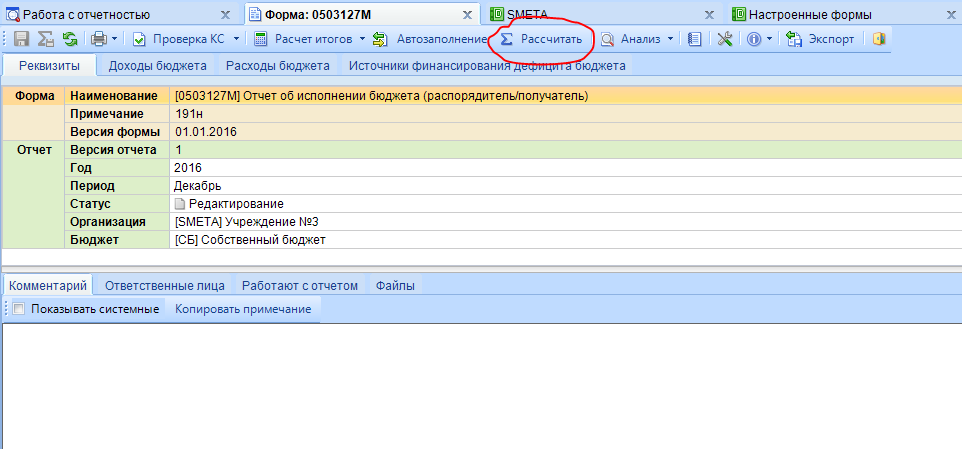 Работа с отчетностью Форма: 0503127M SMETA Настроенные формы
Проверка КС Расчет итогов Автозаполнение Рассчитать Анализ Экспорт
Реквизиты Доходы бюджета Расходы бюджета Источники финансирования дефицита бюджета
Форма Наименование [0503127M] Отчет об исполнении бюджета (распорядитель/получатель)
Примечание 191н
Версия формы 01.01.2016
Отчет Версия отчета 1
Год 2016
Период Декабрь
Статус Редактирование
Организация [SMETA] Учреждение №3
Бюджет [СБ] Собственный бюджет
Комментарий Ответственные лица Работают с отчетом Файлы
Показывать системные Копировать примечание